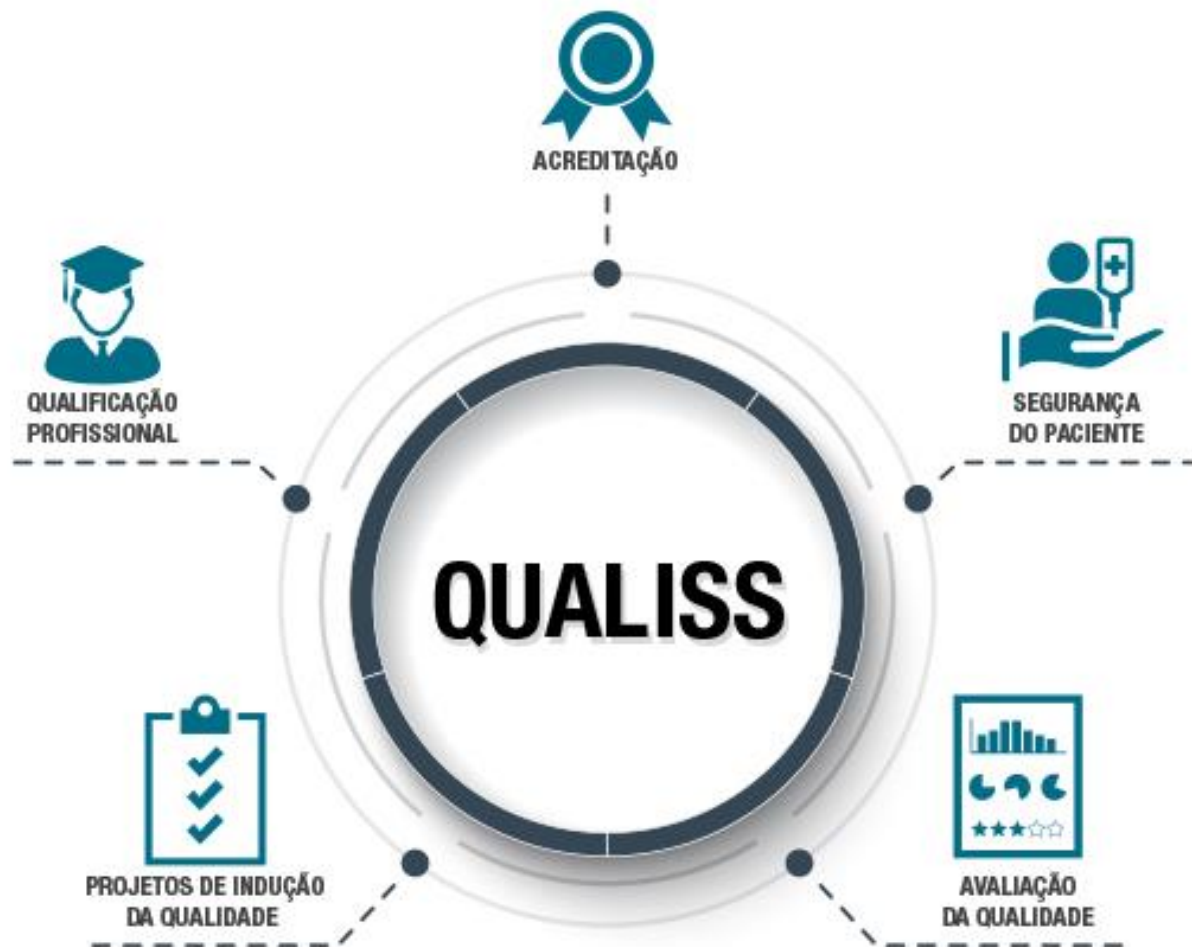 ACREDITAÇÃO
QUALIFICAÇÃO
PROFISSIONAL
SEGURANÇA
DO PACIENTE
QUALISS
PROJETOS DE INDUÇÃO
DA QUALIDADE
AVALIAÇÃO
DA QUALIDADE